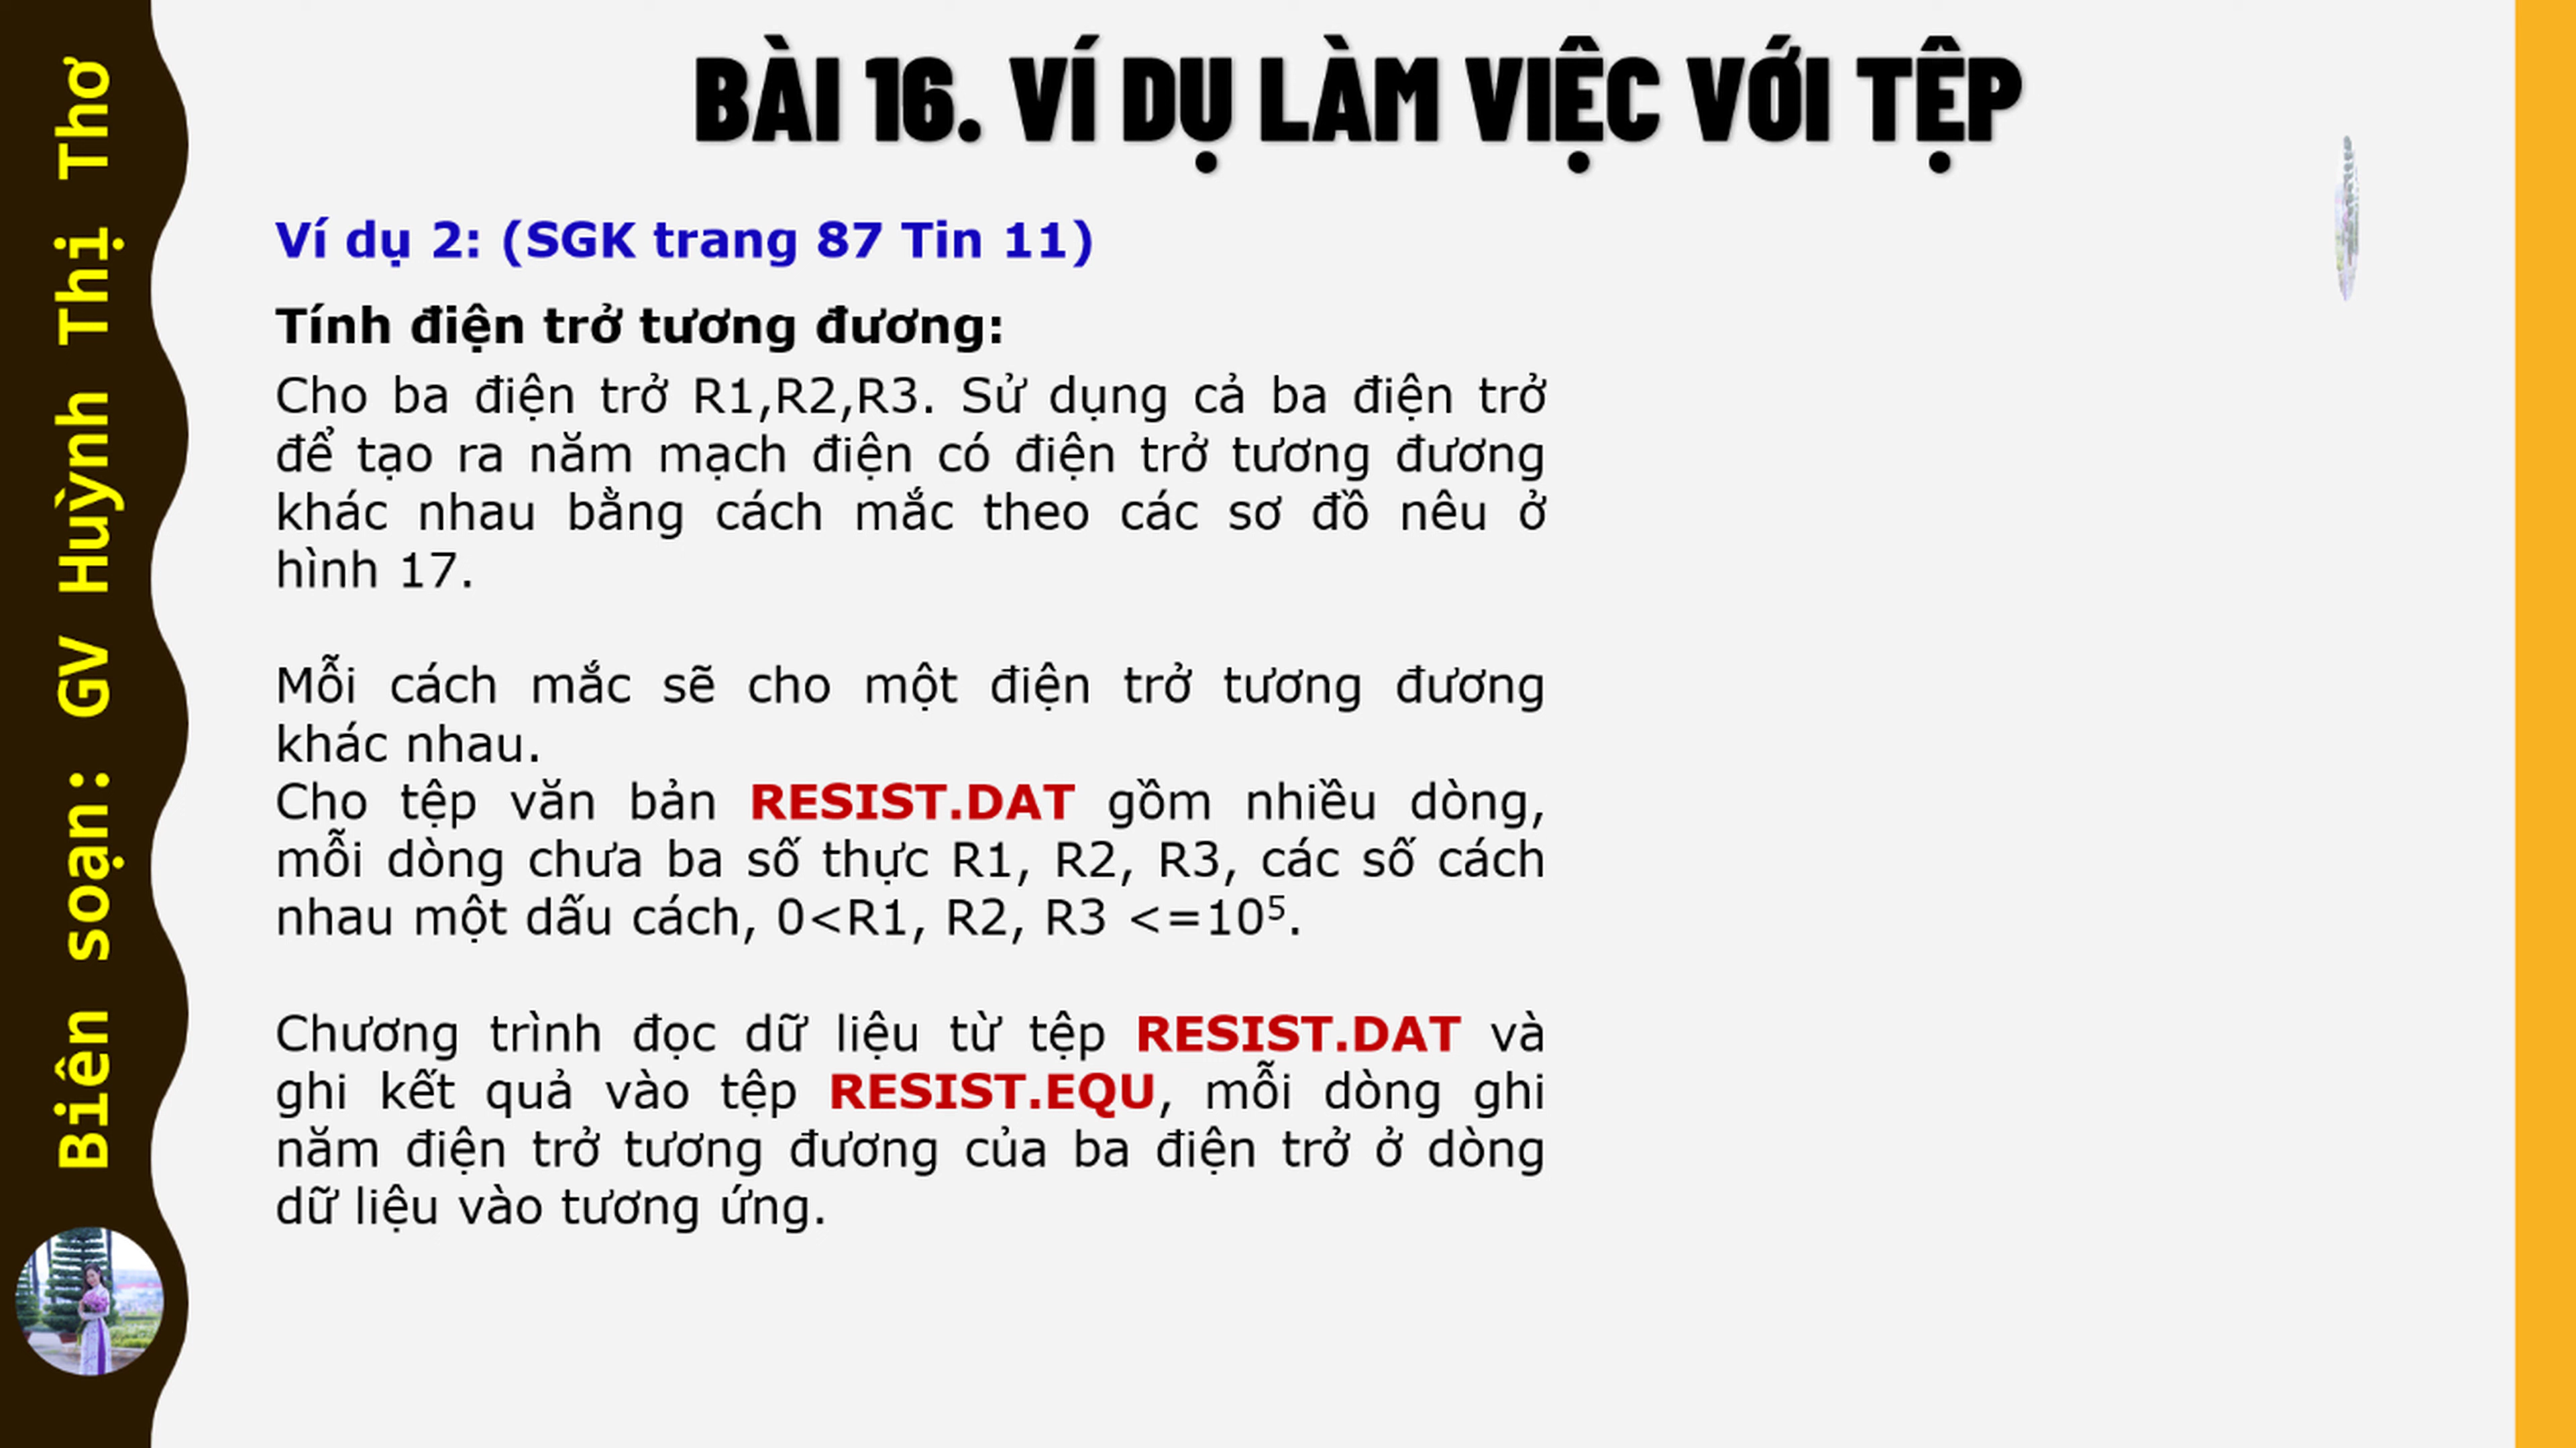 BÀI 16. VÍ DỤ LÀM VIỆC VỚI TỆP
Ví dụ 2: (SGK trang 87 Tin 11)
Tính điện trở tương đương:
Cho ba điện trở R1,R2,R3. Sử dụng cả ba điện trở
để tạo ra năm mạch điện có điện trở tương đương
khác nhau bằng cách mắc theo các sơ đồ nêu ở
hình 17.
Mỗi cách mắc sẽ cho một điện trở tương đương
khác nhau.
Cho tệp văn bản RESIST.DAT gồm nhiều dòng,
mỗi dòng chưa ba số thực R1, R2, R3, các số cách
nhau một dấu cách, 0<R1, R2, R3 <=10⁵.
Chương trình đọc dữ liệu từ tệp RESIST.DAT và
ghi kết quả vào tệp RESIST.EQU, mỗi dòng ghi
năm điện trở tương đương của ba điện trở ở dòng
dữ liệu vào tương ứng.
Biên soạn: GV Huỳnh Thị Thơ